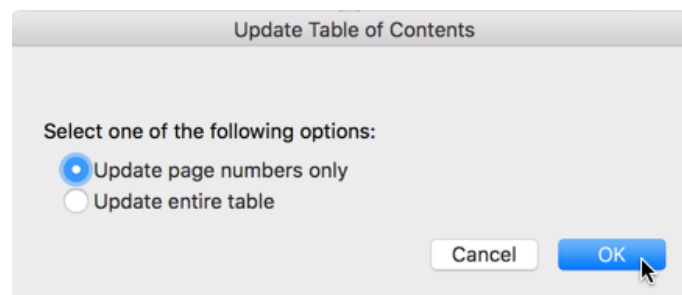 Update Table of Contents
Select one of the following options:
Update page numbers only
Update entire table
Cancel OK